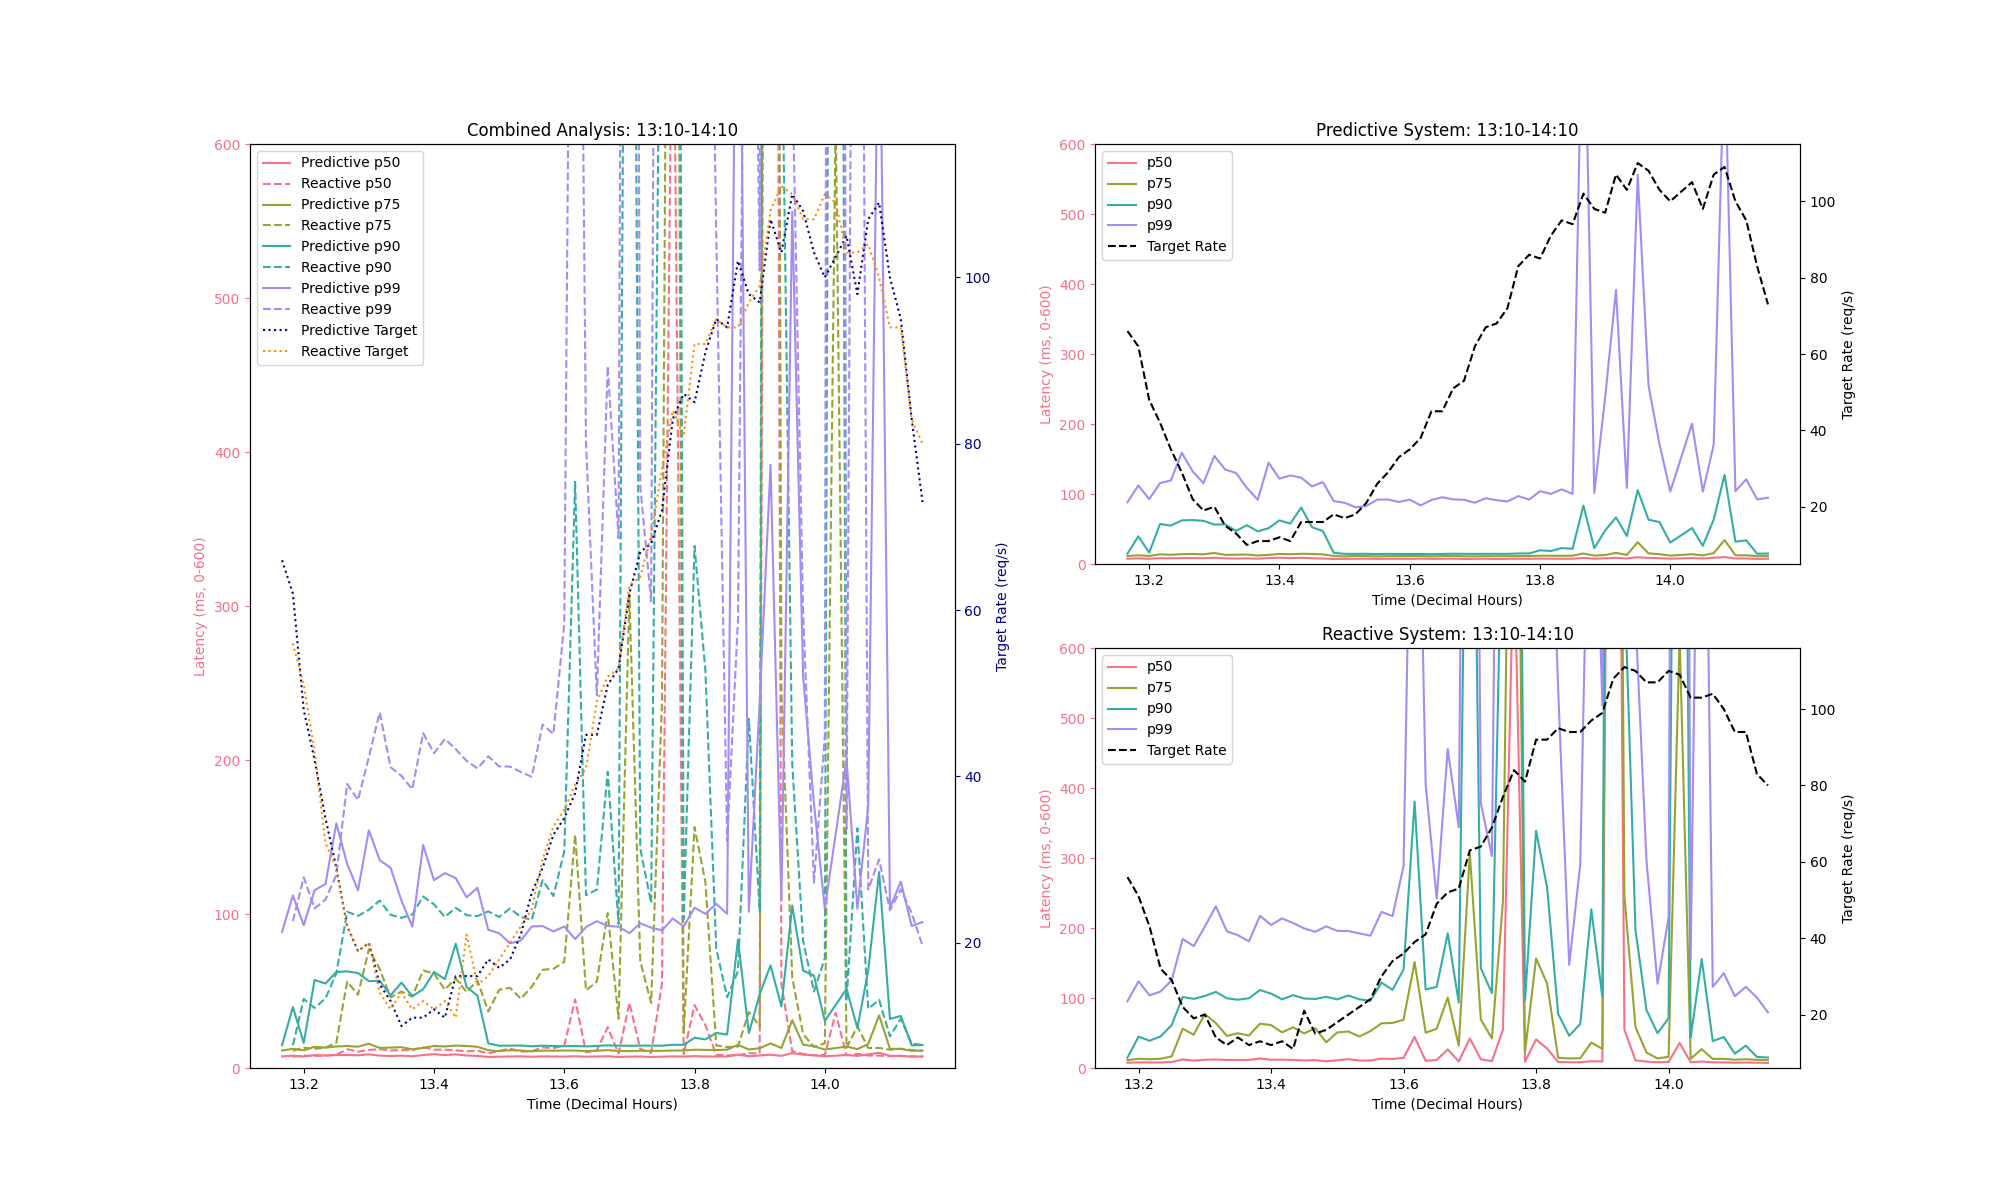 Combined Analysis: 13:10-14:10
Predictive p50
Reactive p50
Predictive p75
Reactive p75
Predictive p90
Reactive p90
Predictive p99
Reactive p99
Predictive Target
Reactive Target
600
500
400
300
200
100
0
Latency (ms, 0-600)
13.2 13.4 13.6 13.8 14.0
Time (Decimal Hours)
100
80
60
40
20
Target Rate (req/s)
Predictive System: 13:10-14:10
p50
p75
p90
p99
Target Rate
600
500
400
300
200
100
0
Latency (ms, 0-600)
13.2 13.4 13.6 13.8 14.0
Time (Decimal Hours)
100
80
60
40
20
Target Rate (req/s)
Reactive System: 13:10-14:10
p50
p75
p90
p99
Target Rate
600
500
400
300
200
100
0
Latency (ms, 0-600)
13.2 13.4 13.6 13.8 14.0
Time (Decimal Hours)
100
80
60
40
20
Target Rate (req/s)